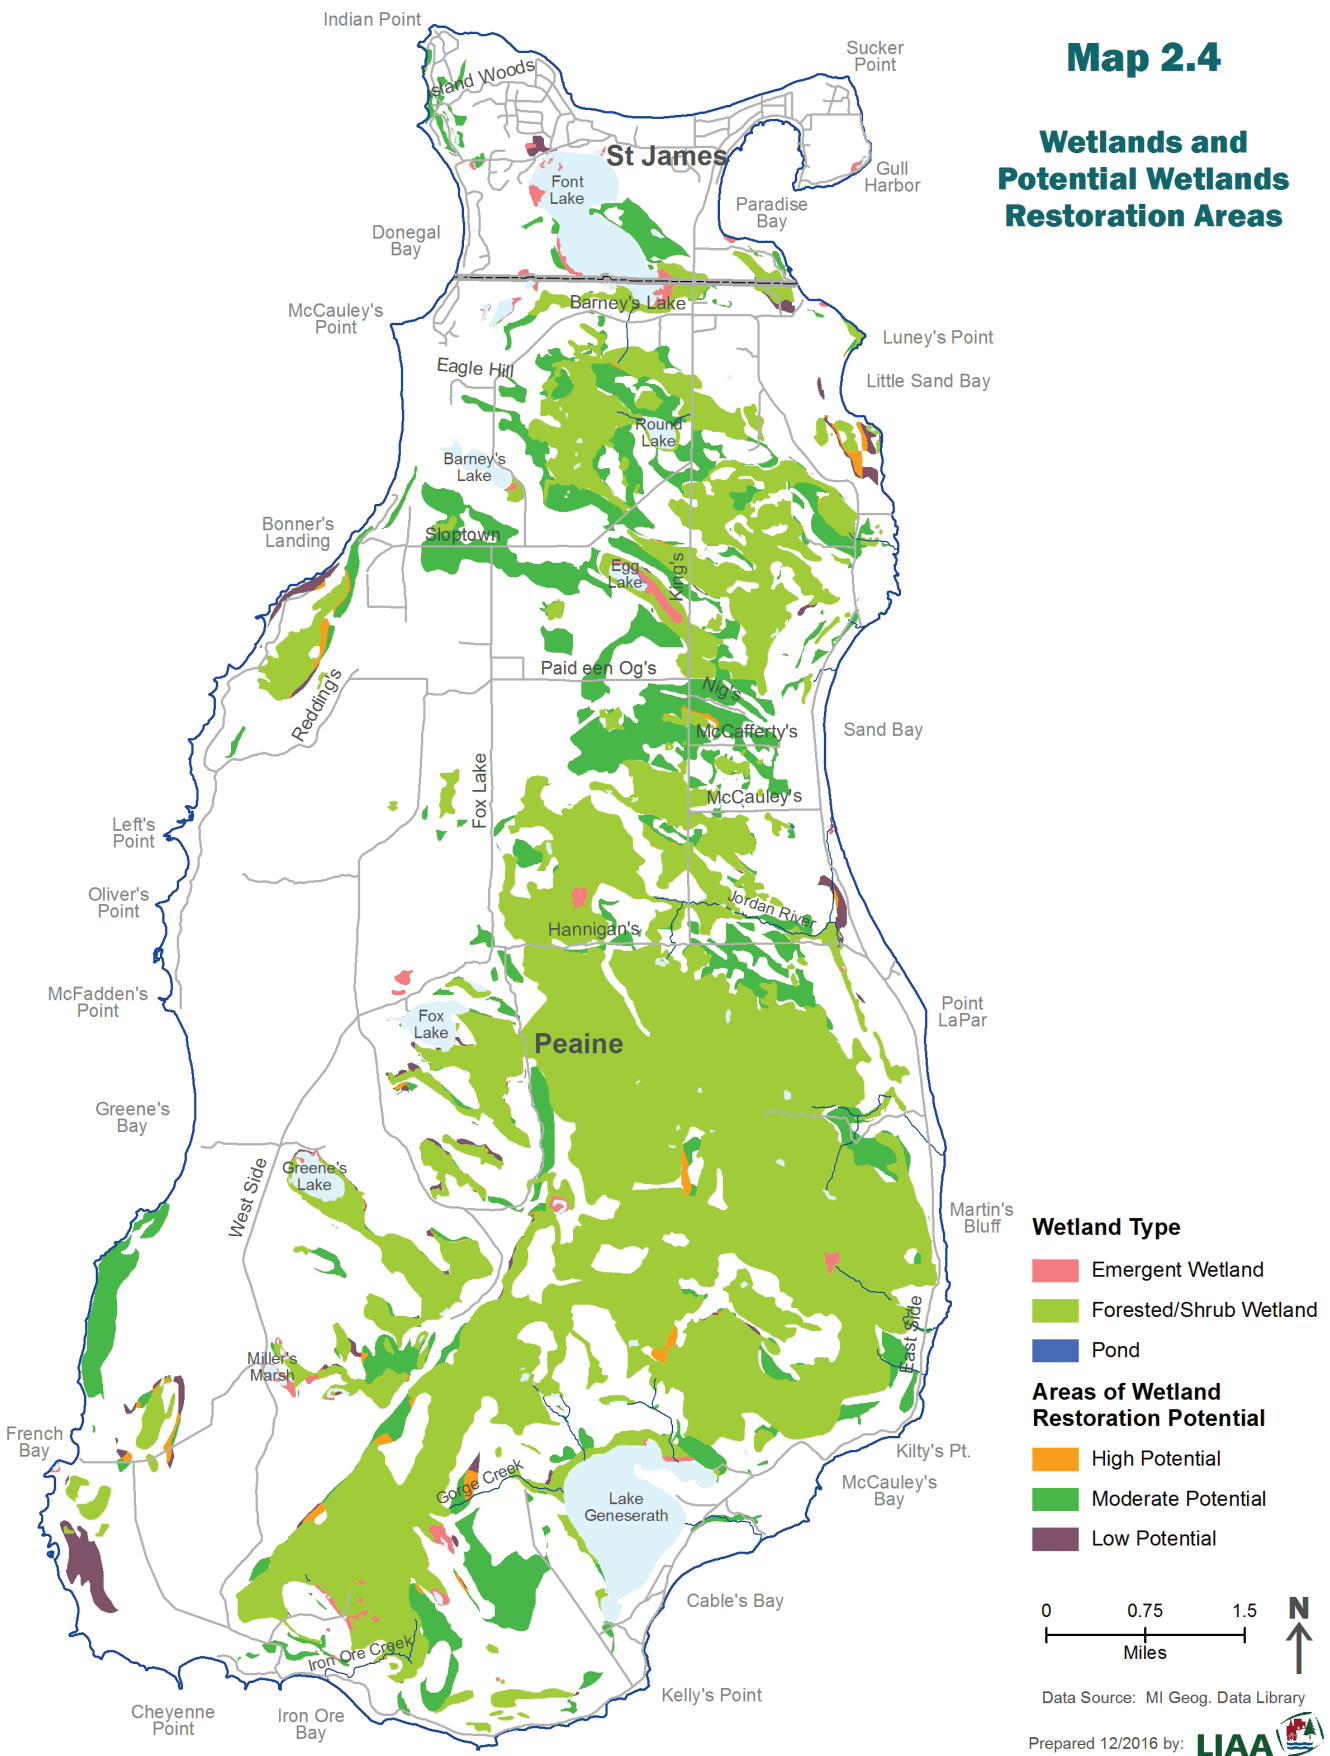 Map 2.4
Wetlands and
Potential Wetlands
Restoration Areas
Indian Point
Sucker
Point
sland Woods
St James
Font
Lake
Gull
Harbor
Paradise
Bay
Donegal
Bay
McCauley's
Point
Barney's Lake
Luney's Point
Eagle Hill
Little Sand Bay
Round
Lake
Barney's
Lake
Bonner's
Landing
Sloptown
Egg
Lake
King's
Paid een Og's
Redding's
Nig's
McCafferty's
Sand Bay
Fox Lake
McCauley's
Left's
Point
Oliver's
Point
Jordan River
Hannigan's
McFadden's
Point
Point
LaPar
Fox
Lake
Peaine
Greene's
Bay
West Side
Greene's
Lake
Martin's
Bluff
East Side
Miller's
Marsh
French
Bay
Kilty's Pt.
McCauley's
Bay
Gorge Creek
Lake
Geneserath
Cable's Bay
Iron Ore Creek
Kelly's Point
Cheyenne
Point
Iron Ore
Bay
Wetland Type
Emergent Wetland
Forested/Shrub Wetland
Pond
Areas of Wetland
Restoration Potential
High Potential
Moderate Potential
Low Potential
0 0.75 1.5
Miles
N
Data Source: MI Geog. Data Library
Prepared 12/2016 by: LIAA